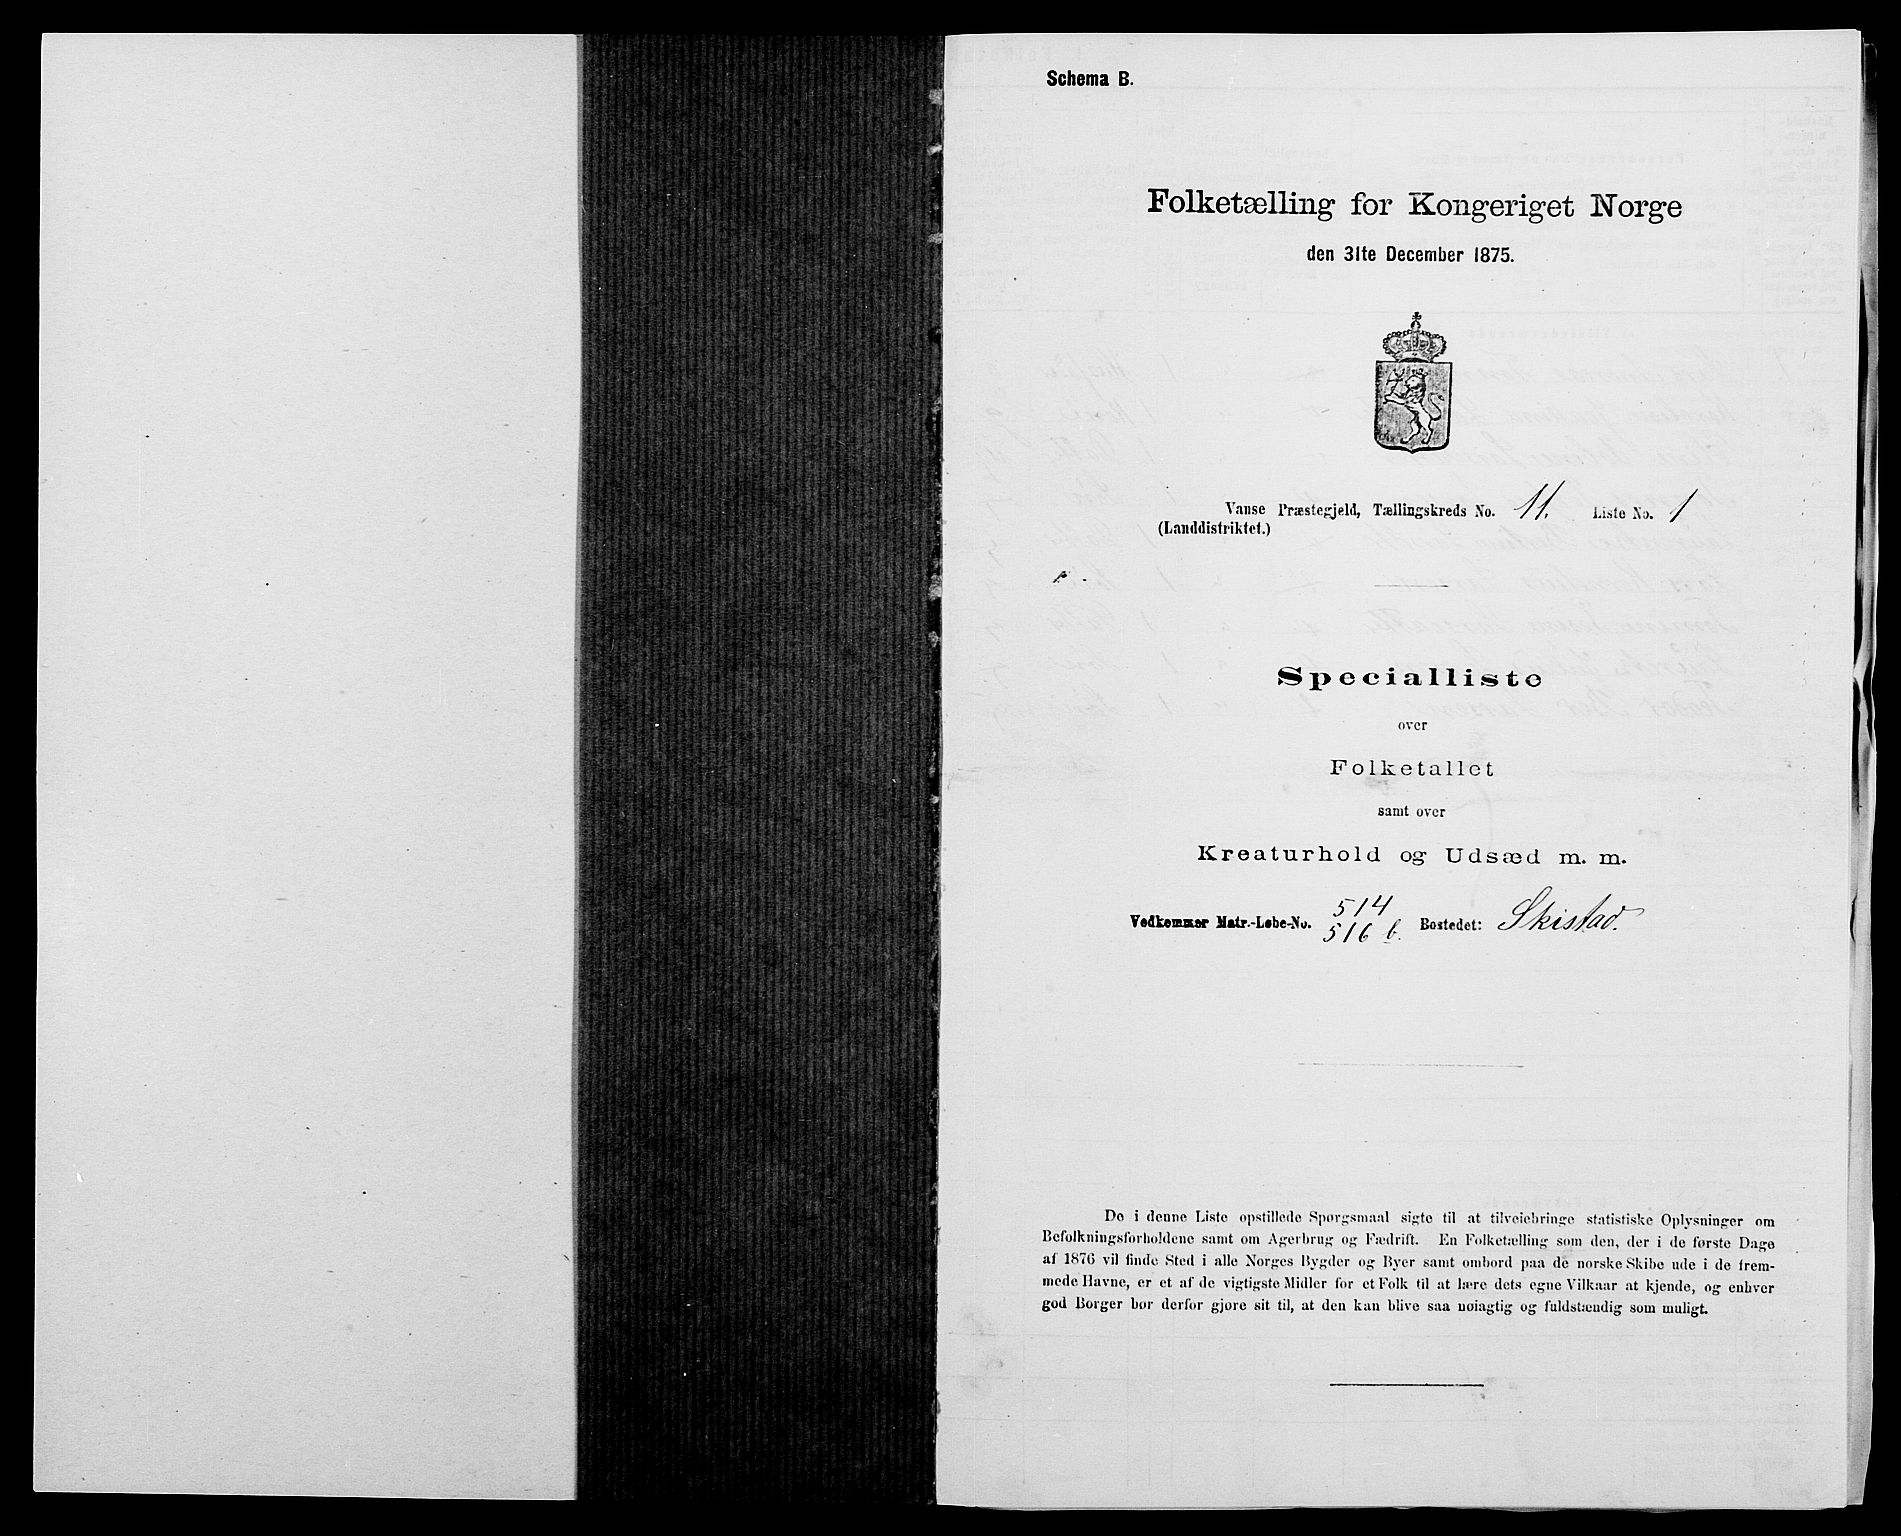 Schema B.
Folketælling for Kongeriget Norge
den 31te December 1875.
Vanse Præstegjeld, Tællingskreds No. 11. Liste No. 1
(Landdistriktet.)
Specialliste
over
Folketallet
samt over
Kreaturhold og Udsæd m. m.
514
Vedkommer Matr.-Løbe-No. 516 b. Bostedet: Skistad.
De i denne Liste opstillede Spørgsmaal sigte til at tilveiebringe statistiske Oplysninger om
Befolkningsforholdene samt om Agerbrug og Fædrift. En Folketælling som den, der i de første Dage
af 1876 vil finde Sted i alle Norges Bygder og Byer samt ombord paa de norske Skibe ude i de frem-
mede Havne, er et af de vigtigste Midler for et Folk til at lære dets egne Vilkaar at kjende, og enhver
god Borger bør derfor gjøre sit til, at den kan blive saa nøiagtig og fuldstændig som muligt.